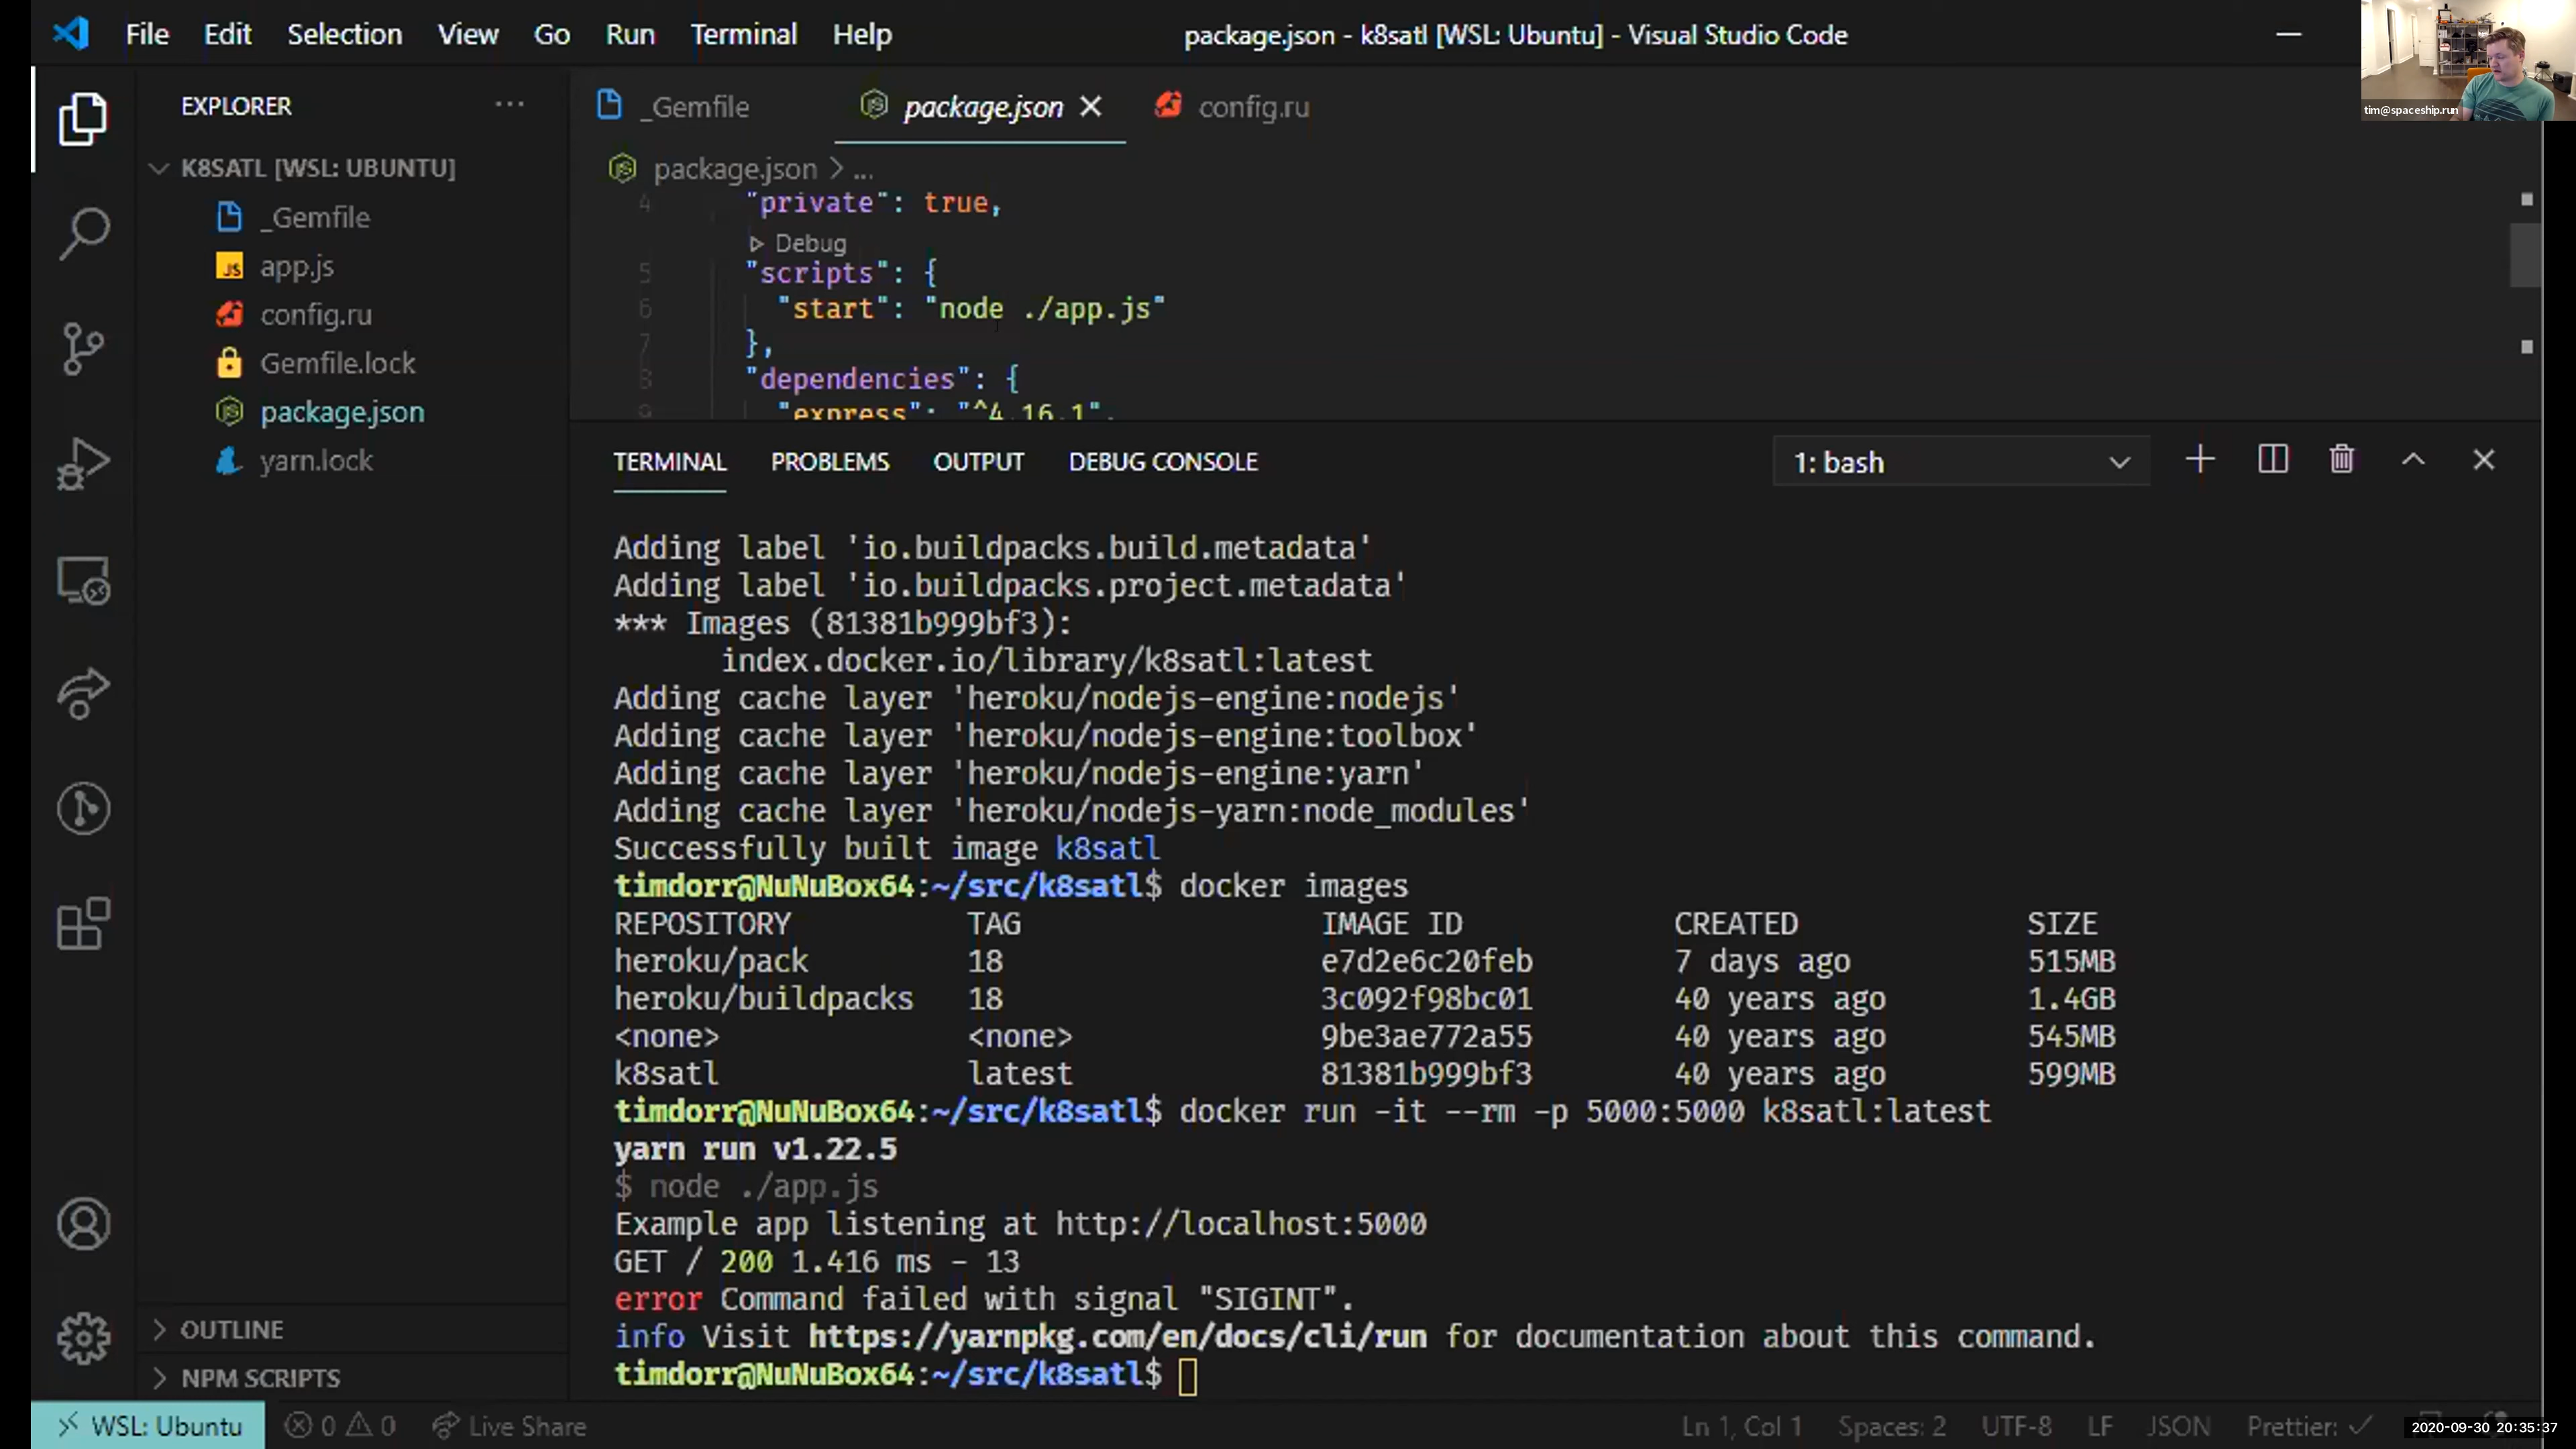 File Edit Selection View Go Run Terminal Help
package.json - k8satl [WSL: Ubuntu] - Visual Studio Code
tim@spaceship.run
EXPLORER ...
K8SATL [WSL: UBUNTU]
_Gemfile
app.js
config.ru
Gemfile.lock
package.json
yarn.lock
OUTLINE
NPM SCRIPTS
_Gemfile package.json config.ru
package.json > ...
4 "private": true,
Debug
5 "scripts": {
6 "start": "node ./app.js"
7 },
8 "dependencies": {
9 "express": "^4.16.1",
TERMINAL PROBLEMS OUTPUT DEBUG CONSOLE 1: bash
Adding label 'io.buildpacks.build.metadata'
Adding label 'io.buildpacks.project.metadata'
*** Images (81381b999bf3):
index.docker.io/library/k8satl:latest
Adding cache layer 'heroku/nodejs-engine:nodejs'
Adding cache layer 'heroku/nodejs-engine:toolbox'
Adding cache layer 'heroku/nodejs-engine:yarn'
Adding cache layer 'heroku/nodejs-yarn:node_modules'
Successfully built image k8satl
timdorr@NuNuBox64:~/src/k8satl$ docker images
REPOSITORY TAG IMAGE ID CREATED SIZE
heroku/pack 18 e7d2e6c20feb 7 days ago 515MB
heroku/buildpacks 18 3c092f98bc01 40 years ago 1.4GB
<none> <none> 9be3ae772a55 40 years ago 545MB
k8satl latest 81381b999bf3 40 years ago 599MB
timdorr@NuNuBox64:~/src/k8satl$ docker run -it --rm -p 5000:5000 k8satl:latest
yarn run v1.22.5
$ node ./app.js
Example app listening at http://localhost:5000
GET / 200 1.416 ms - 13
error Command failed with signal "SIGINT".
info Visit https://yarnpkg.com/en/docs/cli/run for documentation about this command.
timdorr@NuNuBox64:~/src/k8satl$
WSL: Ubuntu 0 0 Live Share Ln 1, Col 1 Spaces: 2 UTF-8 LF JSON Prettier: ✓
2020-09-30 20:35:37